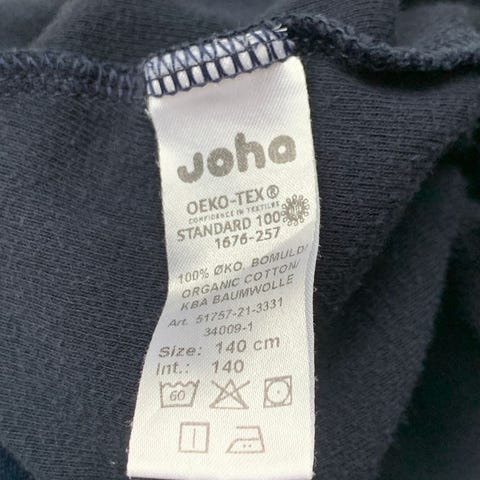 Joha
OEKO-TEX®
CONFIDENCE IN TEXTILES
STANDARD 100
1676-257
100% ØKO. BOMULD/
ORGANIC COTTON/
KBA BAUMWOLLE
Art. 51757-21-3331
34009-1
Size: 140 cm
Int.: 140
60